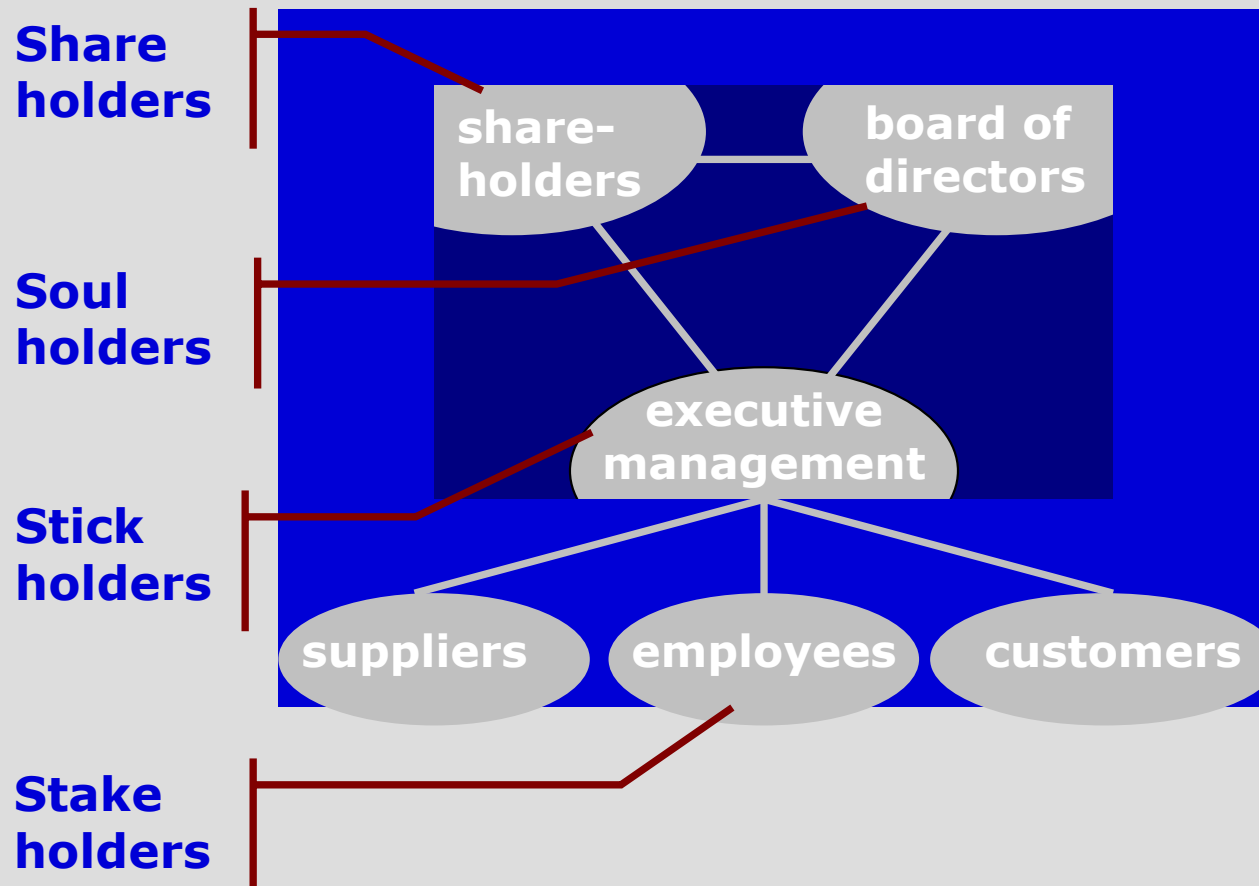 Share
holders
share-
holders
board of
directors
Soul
holders
executive
management
Stick
holders
suppliers
employees
customers
Stake
holders